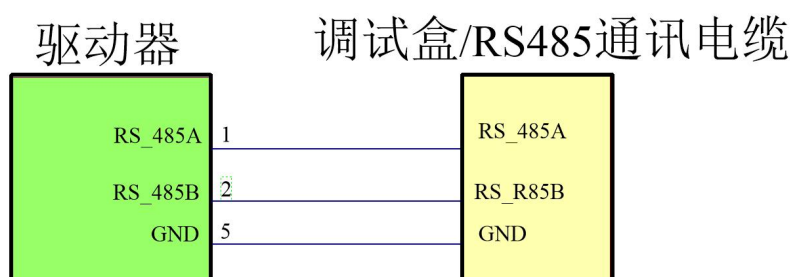 驱动器 调试盒/RS485通讯电缆
RS_485A 1 RS_485A
RS_485B 2 RS_R85B
GND 5 GND